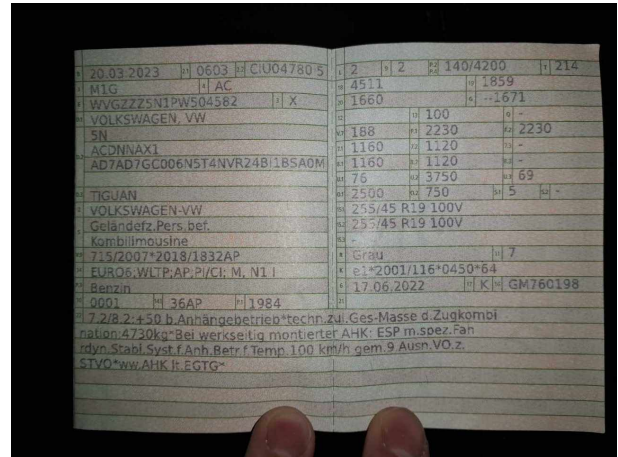 20.03.2023 0603 CIU04780 5
M1G AC
WVGZZZ5N1PW504582 X
VOLKSWAGEN, VW
5N
ACDNNAX1
AD7AD7GC006N5T4NVR24B 1BSA0M
TIGUAN
VOLKSWAGEN-VW
Geländefz.Pers.bef.
Kombilimousine
715/2007*2018/1832AP
EURO6;WLTP;AP;PI/CI; M, N1 I
Benzin
0001 36AP 1984
2 2 140/4200 214
4511 1859
1660 --1671
100 -
188 2230 2230
1160 1120 -
1160 1120 -
76 3750 69
2500 750 5 -
255/45 R19 100V
255/45 R19 100V
-
Grau 7
e1*2001/116*0450*64
17.06.2022 K GM760198
7.2/8.2:+50 b.Anhängebetrieb*techn.zul.Ges-Masse d.Zugkombi
nation:4730kg*Bei werkseitig montierter AHK: ESP m.spez.Fah
rdyn.Stabi.Syst.f.Anh.Betr.f.Temp.100 km/h gem.9.Ausn.VO.z.
STVO*ww.AHK lt.EGTG*